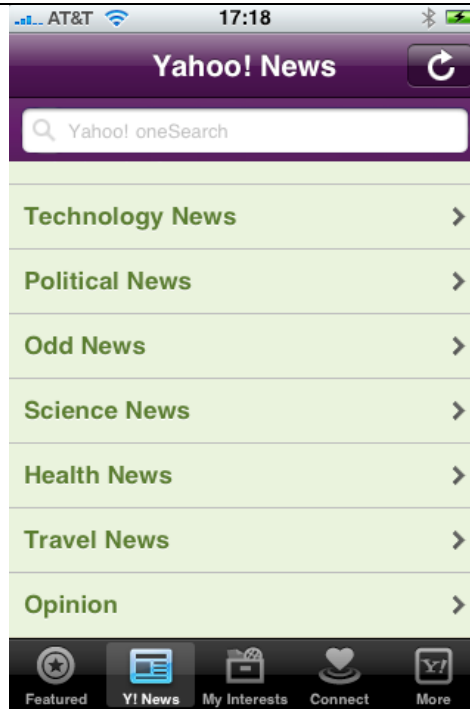 AT&T 17:18
Yahoo! News
Yahoo! oneSearch
Technology News
Political News
Odd News
Science News
Health News
Travel News
Opinion
Featured Y! News My Interests Connect More
Y!